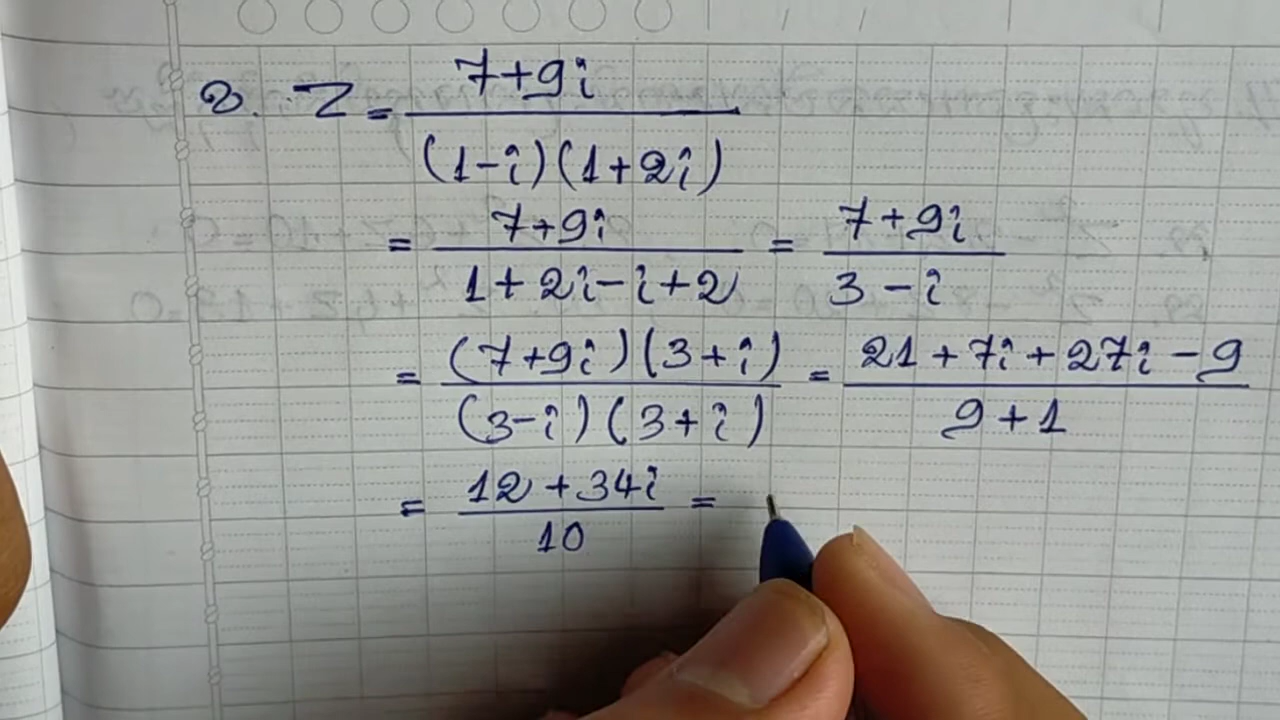 Z = 7+9i / (1-i)(1+2i)
= 7+9i / 1+2i-i+2 = 7+9i / 3-i
= (7+9i)(3+i) / (3-i)(3+i) = 21+7i+27i-9 / 9+1
= 12+34i / 10 =